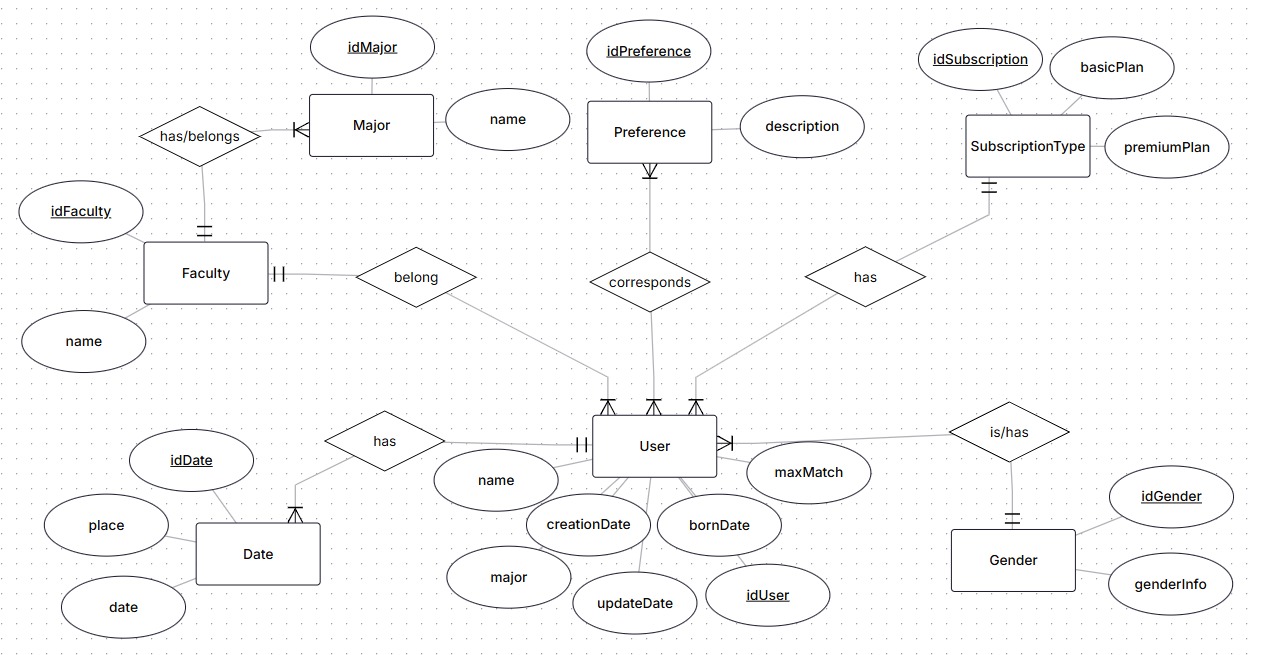 idMajor
idPreference
idSubscription
basicPlan
has/belongs
Major
name
Preference
description
SubscriptionType
premiumPlan
idFaculty
Faculty
belong
corresponds
has
name
has
User
is/has
idDate
name
maxMatch
idGender
place
creationDate
bornDate
Date
Gender
major
genderInfo
date
updateDate
idUser